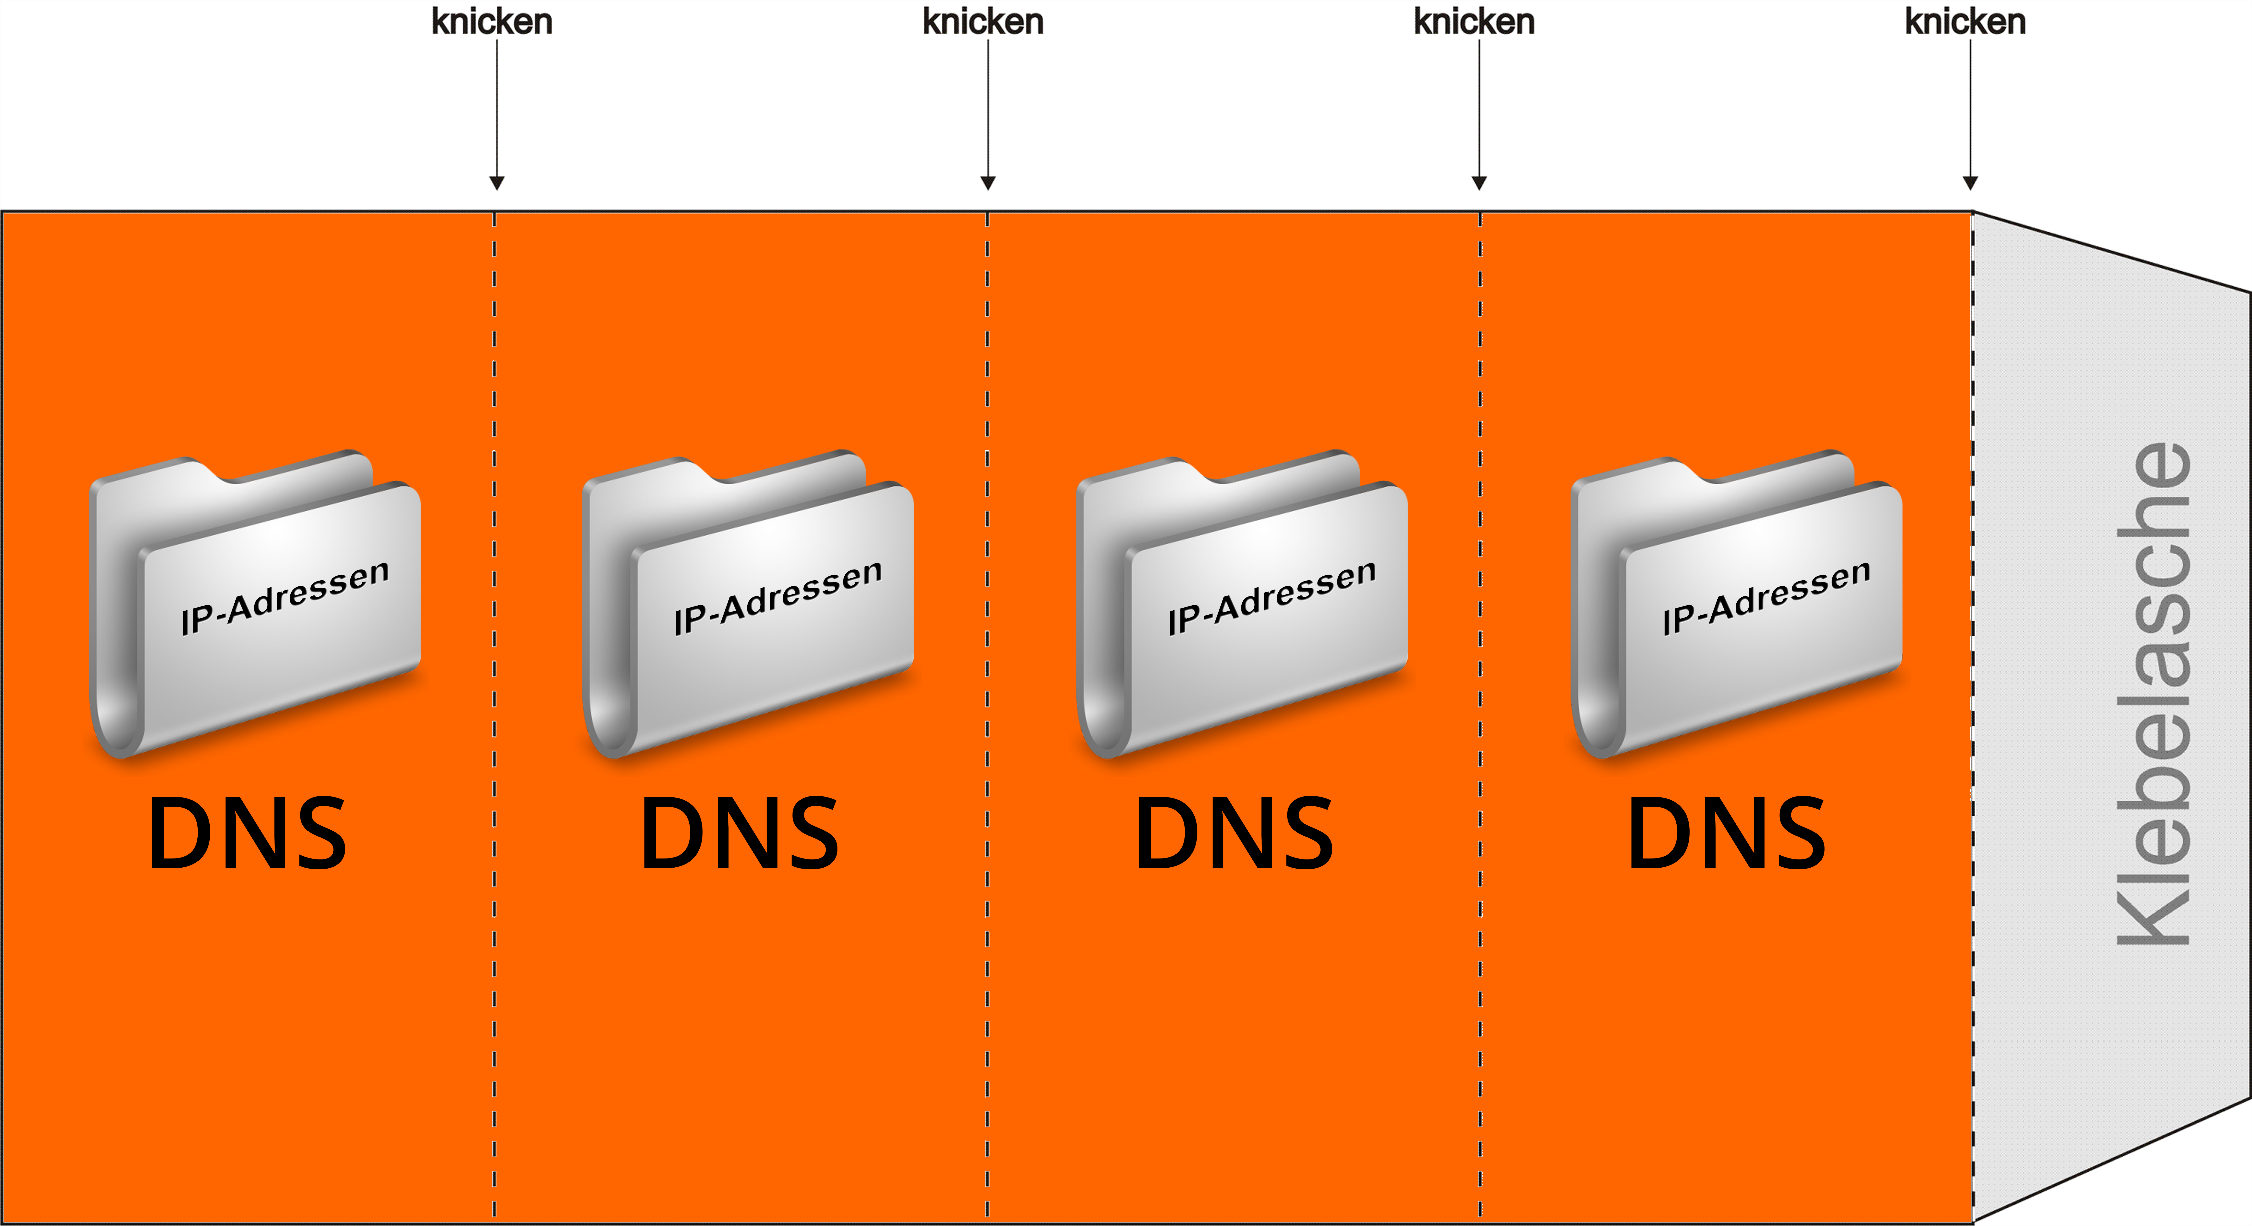 knicken
knicken
knicken
knicken
IP-Adressen
IP-Adressen
IP-Adressen
IP-Adressen
DNS
DNS
DNS
DNS
Klebelasche